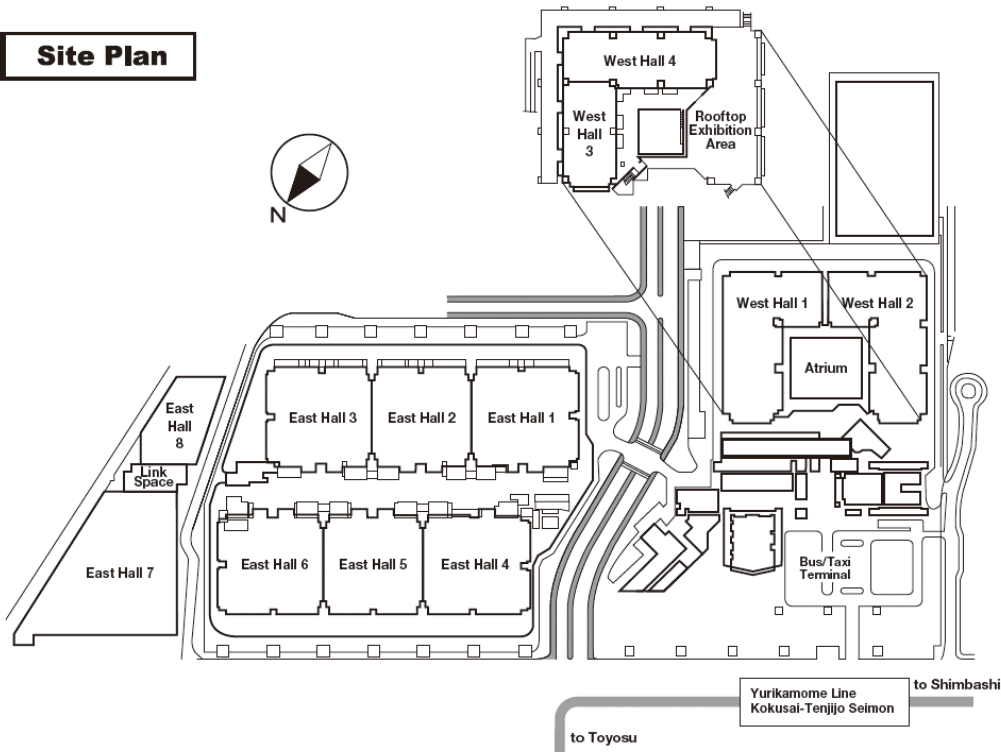 Site Plan
N
West Hall 4
West
Hall
3
Rooftop
Exhibition
Area
West Hall 1
West Hall 2
Atrium
East
Hall
8
Link
Space
East Hall 7
East Hall 3
East Hall 2
East Hall 1
East Hall 6
East Hall 5
East Hall 4
Bus/Taxi
Terminal
Yurikamome Line
Kokusai-Tenjijo Seimon
to Shimbashi
to Toyosu